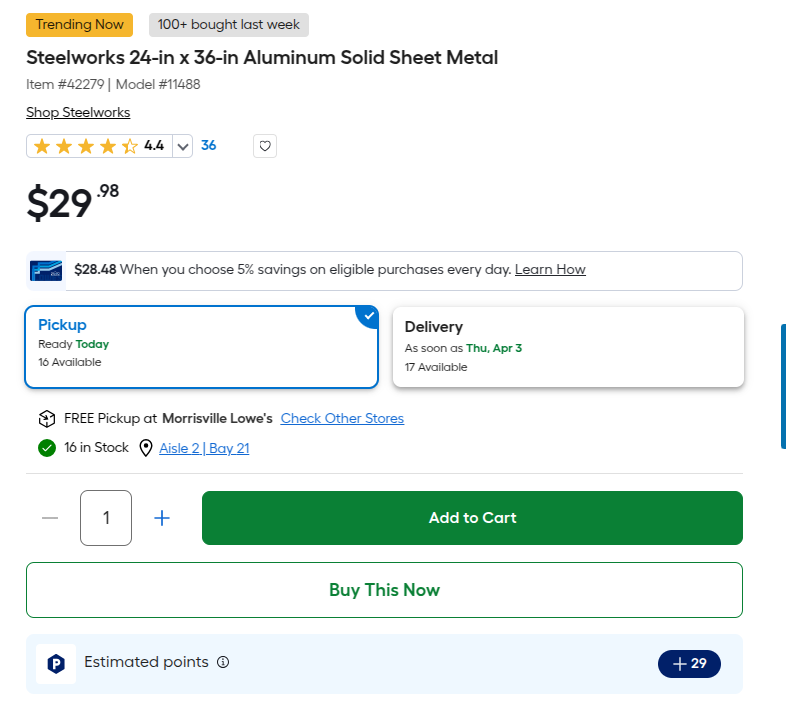 Trending Now 100+ bought last week
Steelworks 24-in x 36-in Aluminum Solid Sheet Metal
Item #42279 | Model #11488
Shop Steelworks
4.4 36
$29 .98
$28.48 When you choose 5% savings on eligible purchases every day. Learn How
Pickup
Ready Today
16 Available
Delivery
As soon as Thu, Apr 3
17 Available
FREE Pickup at Morrisville Lowe's Check Other Stores
16 in Stock Aisle 2 | Bay 21
1
Add to Cart
Buy This Now
P Estimated points + 29